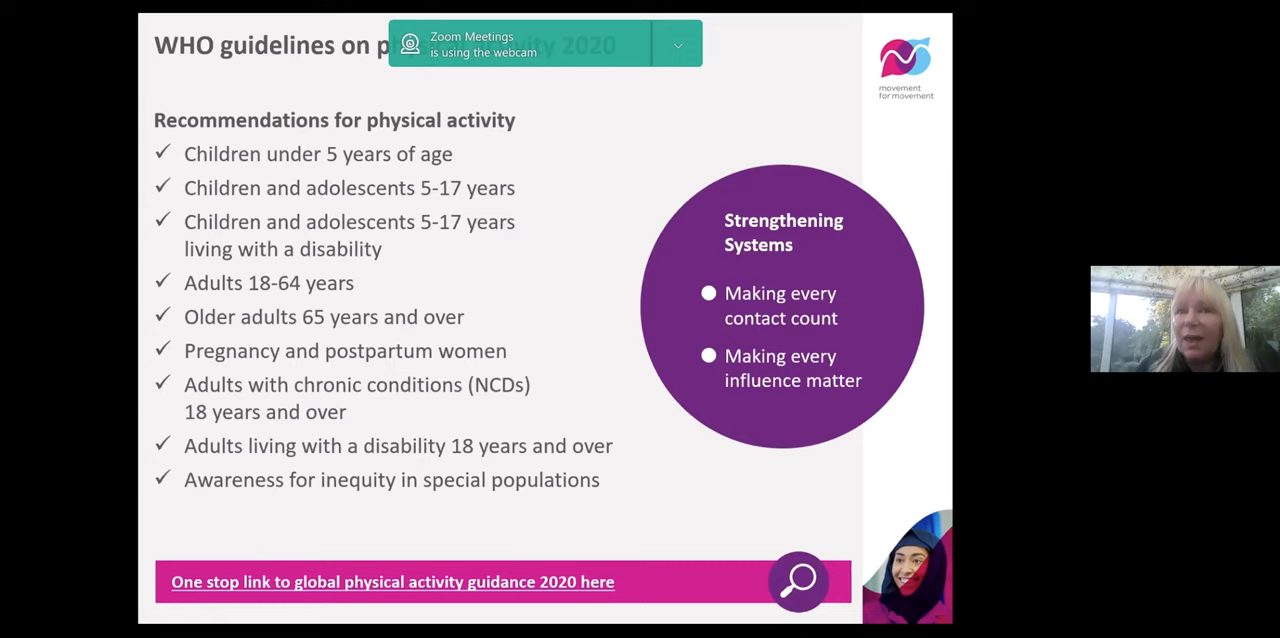 WHO guidelines on physical activity 2020
Zoom Meetings
is using the webcam
movement
for movement
Recommendations for physical activity
✓ Children under 5 years of age
✓ Children and adolescents 5-17 years
✓ Children and adolescents 5-17 years
living with a disability
✓ Adults 18-64 years
✓ Older adults 65 years and over
✓ Pregnancy and postpartum women
✓ Adults with chronic conditions (NCDs)
18 years and over
✓ Adults living with a disability 18 years and over
✓ Awareness for inequity in special populations
Strengthening
Systems
Making every
contact count
Making every
influence matter
One stop link to global physical activity guidance 2020 here